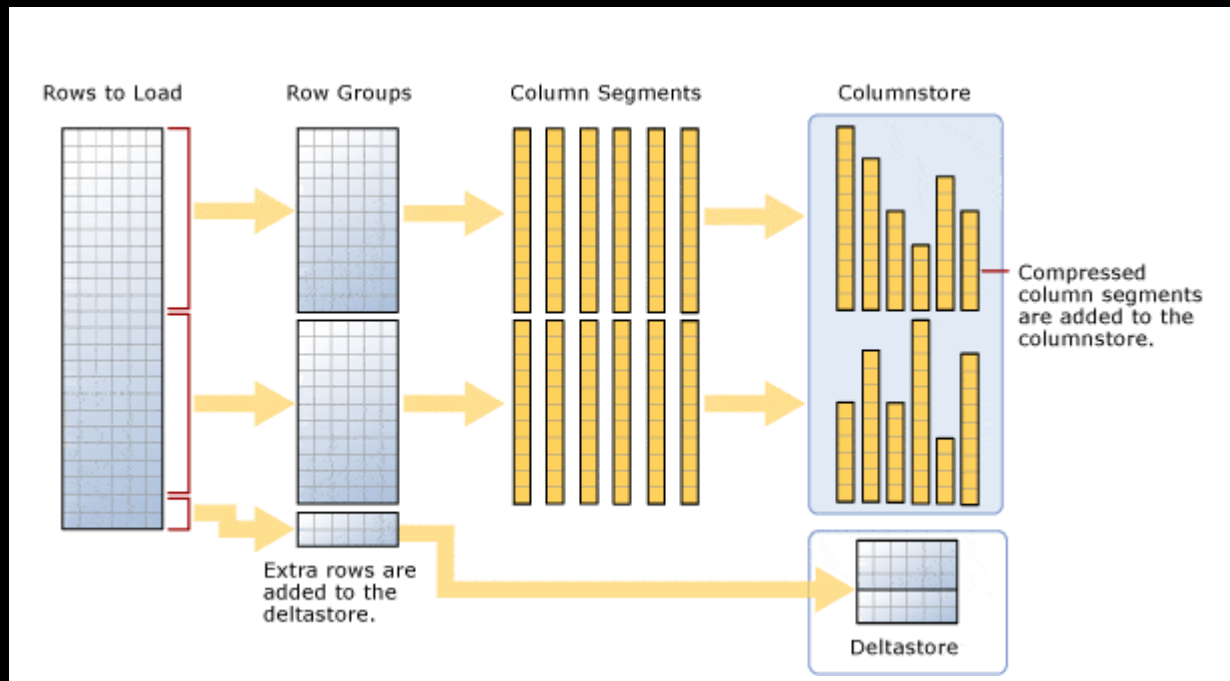 Rows to Load
Row Groups
Column Segments
Columnstore
Compressed
column segments
are added to the
columnstore.
Extra rows are
added to the
deltastore.
Deltastore